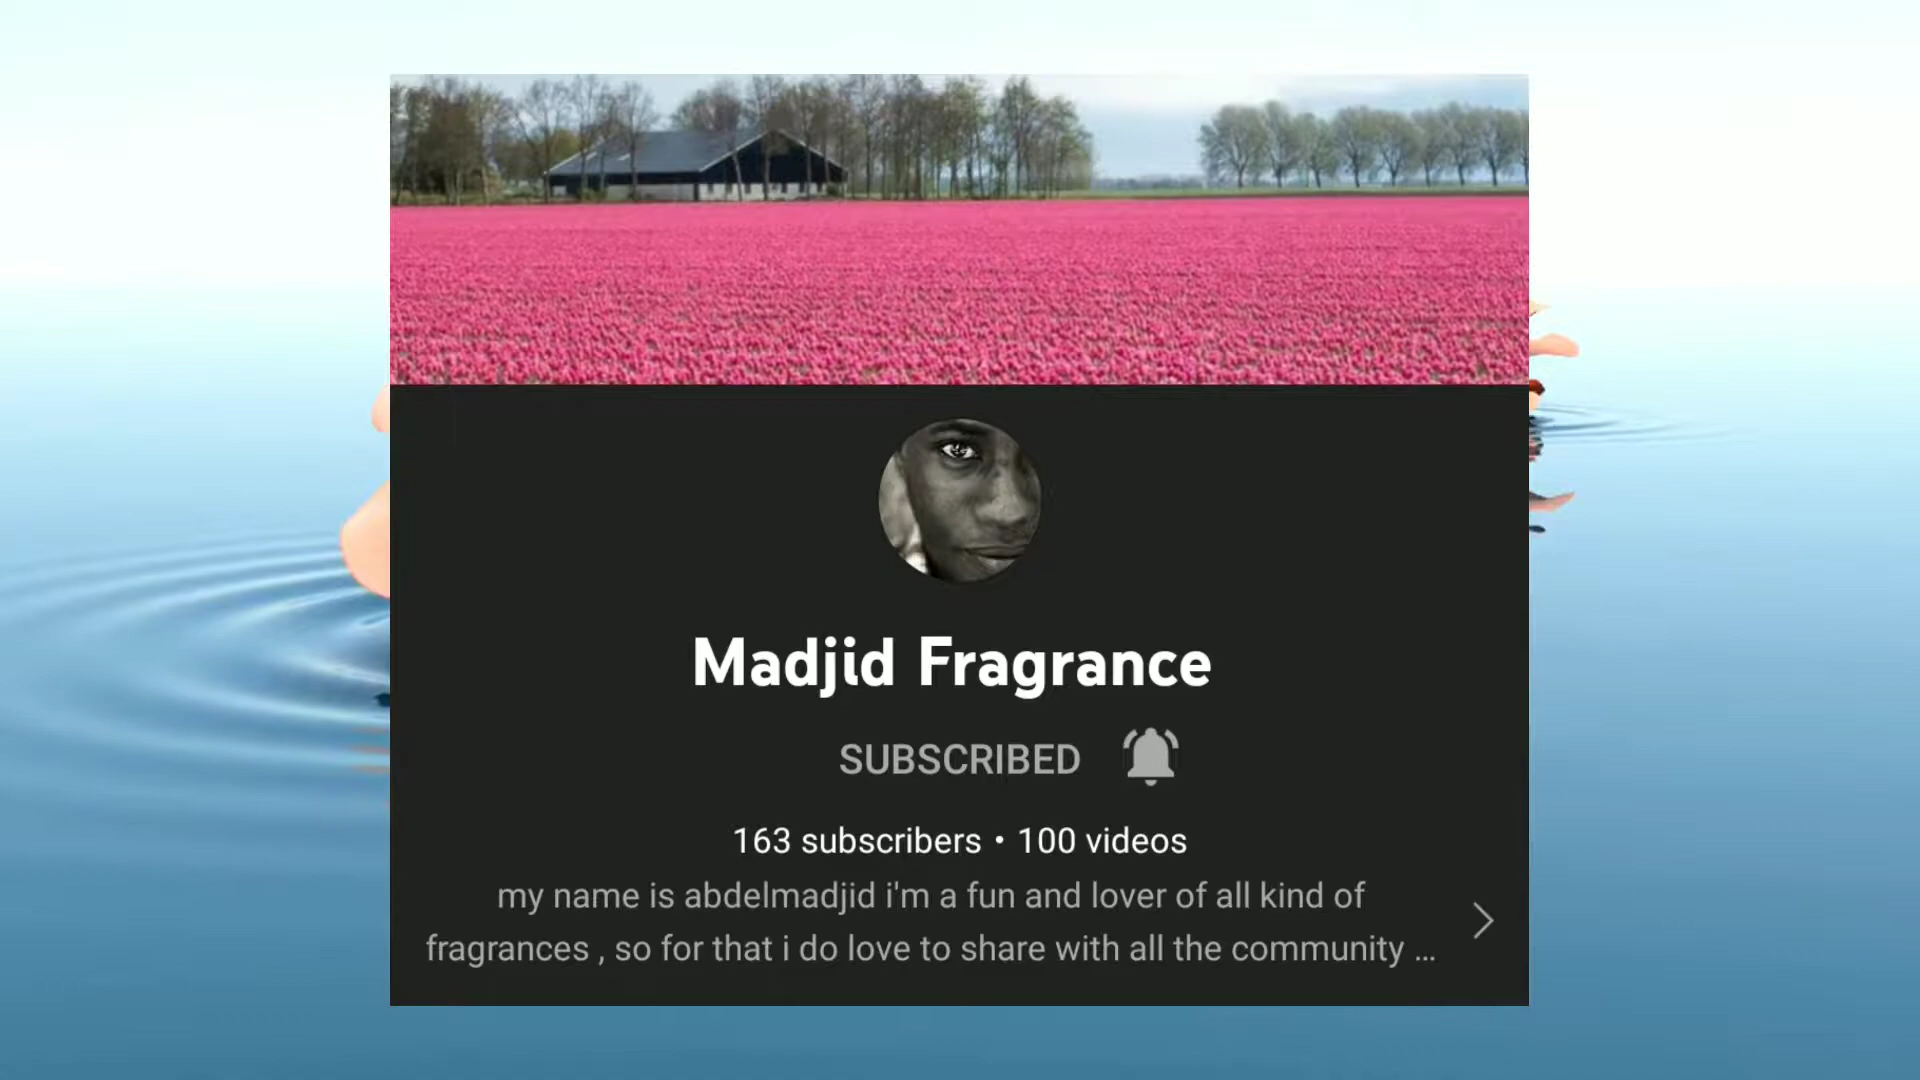 Madjid Fragrance
SUBSCRIBED
163 subscribers • 100 videos
my name is abdelmadjid i'm a fun and lover of all kind of
fragrances , so for that i do love to share with all the community ...